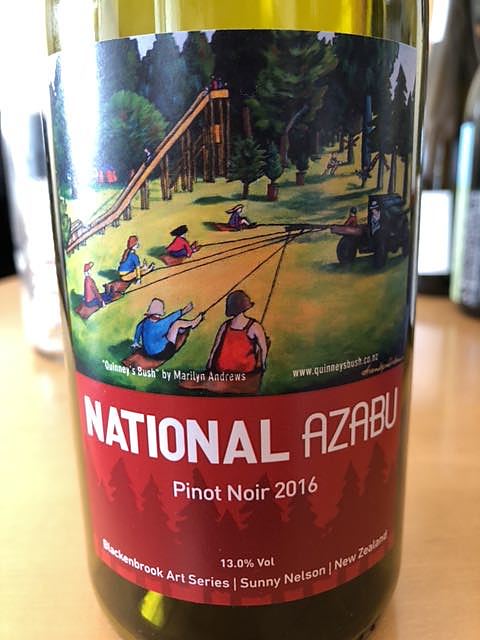 "Quinney's Bush" by Marilyn Andrews
www.quinneysbush.co.nz
NATIONAL AZABU
Pinot Noir 2016
13.0% Vol
Blackenbrook Art Series | Sunny Nelson | New Zealand